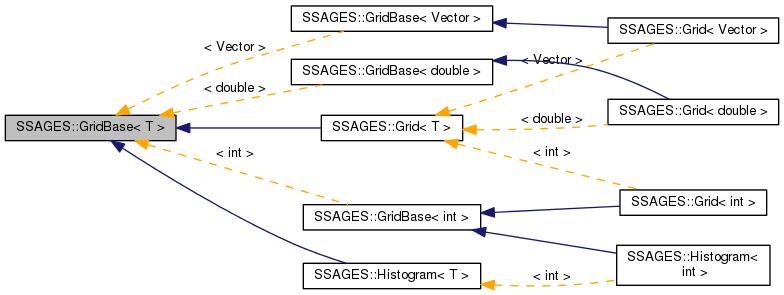 SSAGES::GridBase< Vector >
SSAGES::Grid< Vector >
< Vector >
< Vector >
SSAGES::GridBase< double >
< double >
SSAGES::Grid< double >
SSAGES::GridBase< T >
SSAGES::Grid< T >
< double >
< int >
< int >
SSAGES::Grid< int >
SSAGES::GridBase< int >
SSAGES::Histogram<
int >
SSAGES::Histogram< T >
< int >